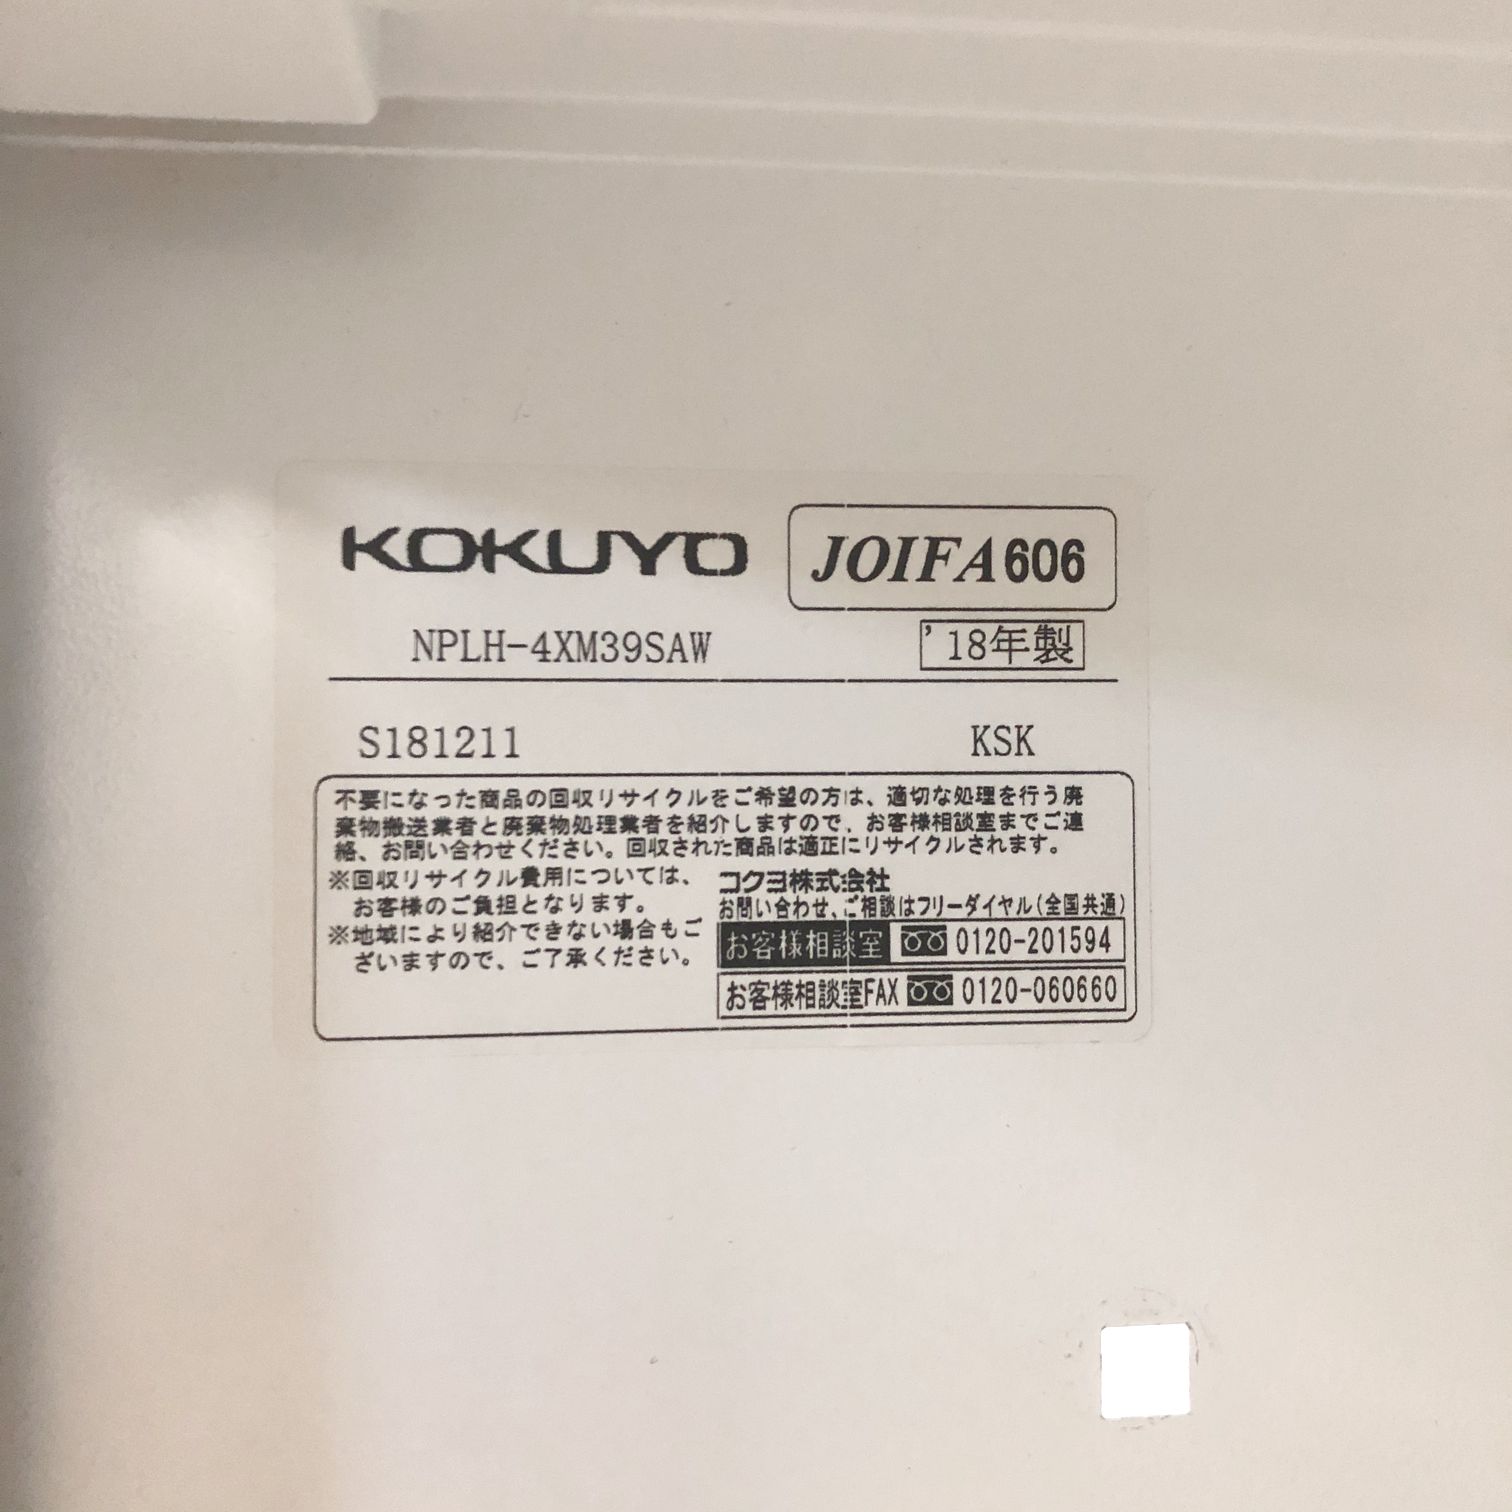 KOKUYO JOIFA606
NPLH-4XM39SAW '18年製
S181211 KSK
不要になった商品の回収リサイクルをご希望の方は、適切な処理を行う廃
棄物搬送業者と廃棄物処理業者を紹介しますので、お客様相談室までご連
絡、お問い合わせください。回収された商品は適正にリサイクルされます。
※回収リサイクル費用については、
お客様のご負担となります。
※地域により紹介できない場合もご
ざいますので、ご了承ください。
コクヨ株式会社
お問い合わせ、ご相談はフリーダイヤル(全国共通)
お客様相談室 0120-201594
お客様相談室FAX 0120-060660